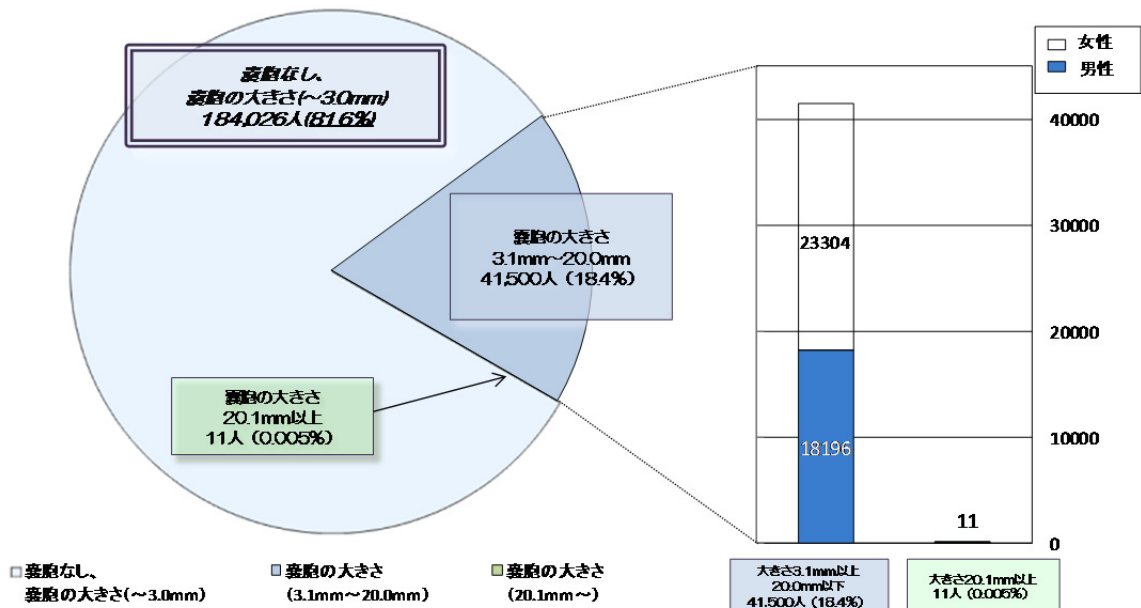 嚢胞なし、
嚢胞の大きさ(～3.0mm)
184,026人(81.6%)
嚢胞の大きさ
3.1mm～20.0mm
41,500人（18.4%）
嚢胞の大きさ
20.1mm以上
11人（0.005%）
嚢胞なし、
嚢胞の大きさ(～3.0mm)
嚢胞の大きさ
(3.1mm～20.0mm)
嚢胞の大きさ
(20.1mm～)
女性
男性
40000
30000
20000
10000
0
23304
18196
11
大きさ3.1mm以上
20.0mm以下
41,500人（18.4%）
大きさ20.1mm以上
11人（0.005%）